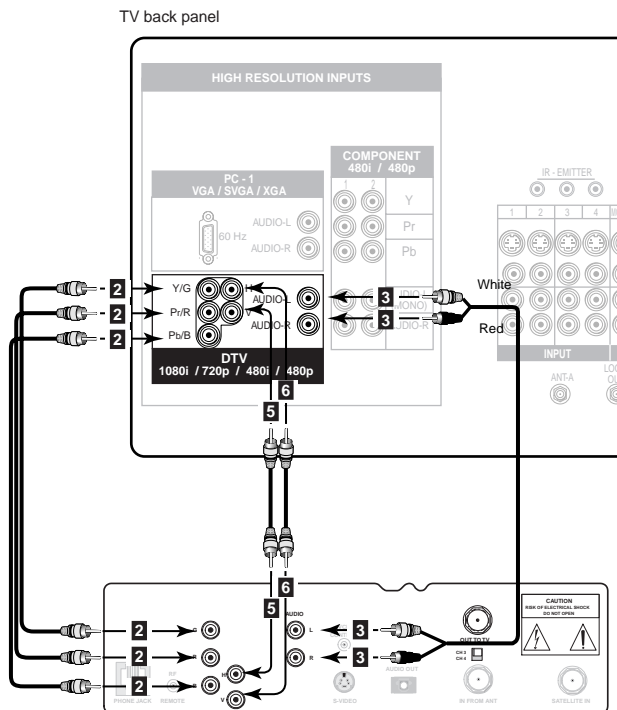 TV back panel
HIGH RESOLUTION INPUTS
PC - 1
VGA / SVGA / XGA
60 Hz
AUDIO-L
AUDIO-R
COMPONENT
480i / 480p
1 2
Y
Pr
Pb
AUDIO-R
IR - EMITTER
1 2 3 4
INPUT
ANT-A
2 Y/G H
2 Pr/R V
2 Pb/B
AUDIO-L
AUDIO-R
3
3
White
Red
DTV
1080i / 720p / 480i / 480p
6
5
6
5
2
2
2
AUDIO
L
R
H
V
3
3
PHONE JACK
RF
REMOTE
S-VIDEO
AUDIO OUT
OUT TO TV
CH 3
CH 4
IN FROM ANT
SATELLITE IN
CAUTION
RISK OF ELECTRICAL SHOCK
DO NOT OPEN